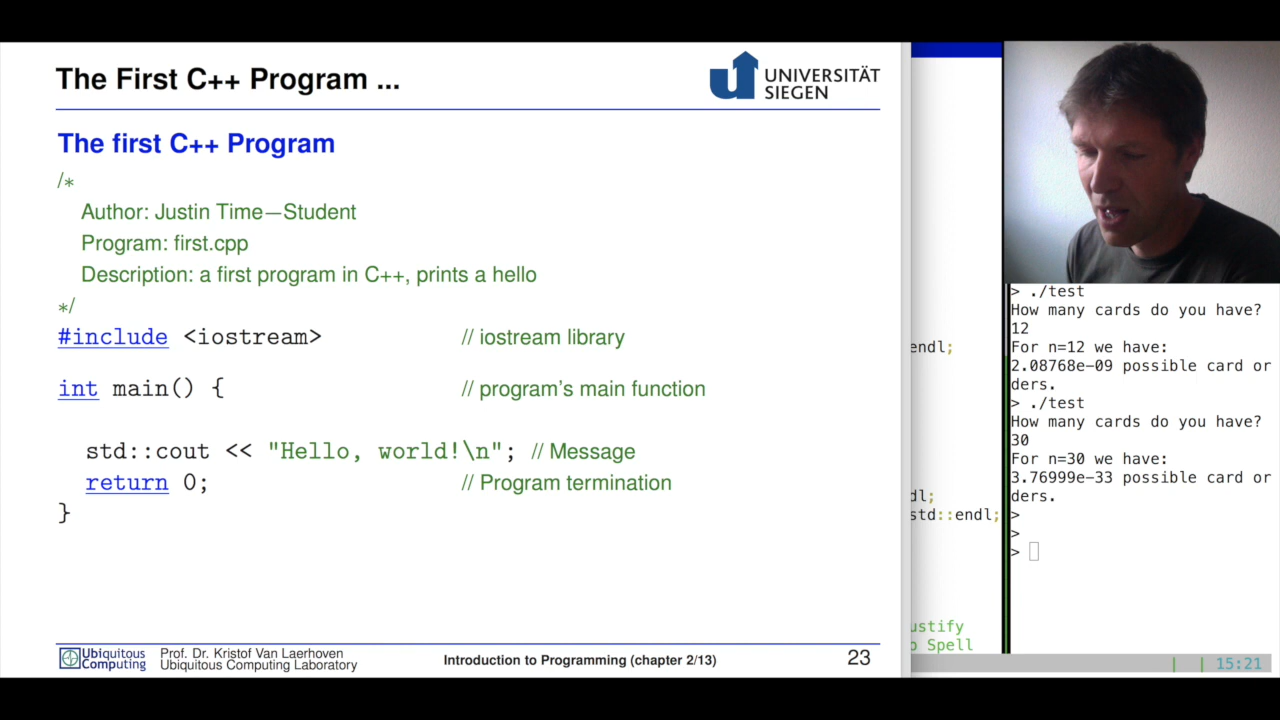 The First C++ Program ...
UNIVERSITÄT
SIEGEN
The first C++ Program
/*
Author: Justin Time—Student
Program: first.cpp
Description: a first program in C++, prints a hello
*/
#include <iostream> // iostream library
int main() { // program's main function
std::cout << "Hello, world!\n"; // Message
return 0; // Program termination
}
Ubiquitous
Computing
Prof. Dr. Kristof Van Laerhoven
Ubiquitous Computing Laboratory
Introduction to Programming (chapter 2/13)
23
endl;
dl;
std::endl;
ustify
o Spell
> ./test
How many cards do you have?
12
For n=12 we have:
2.08768e-09 possible card or
ders.
> ./test
How many cards do you have?
30
For n=30 we have:
3.76999e-33 possible card or
ders.
>
>
>
| | 15:21